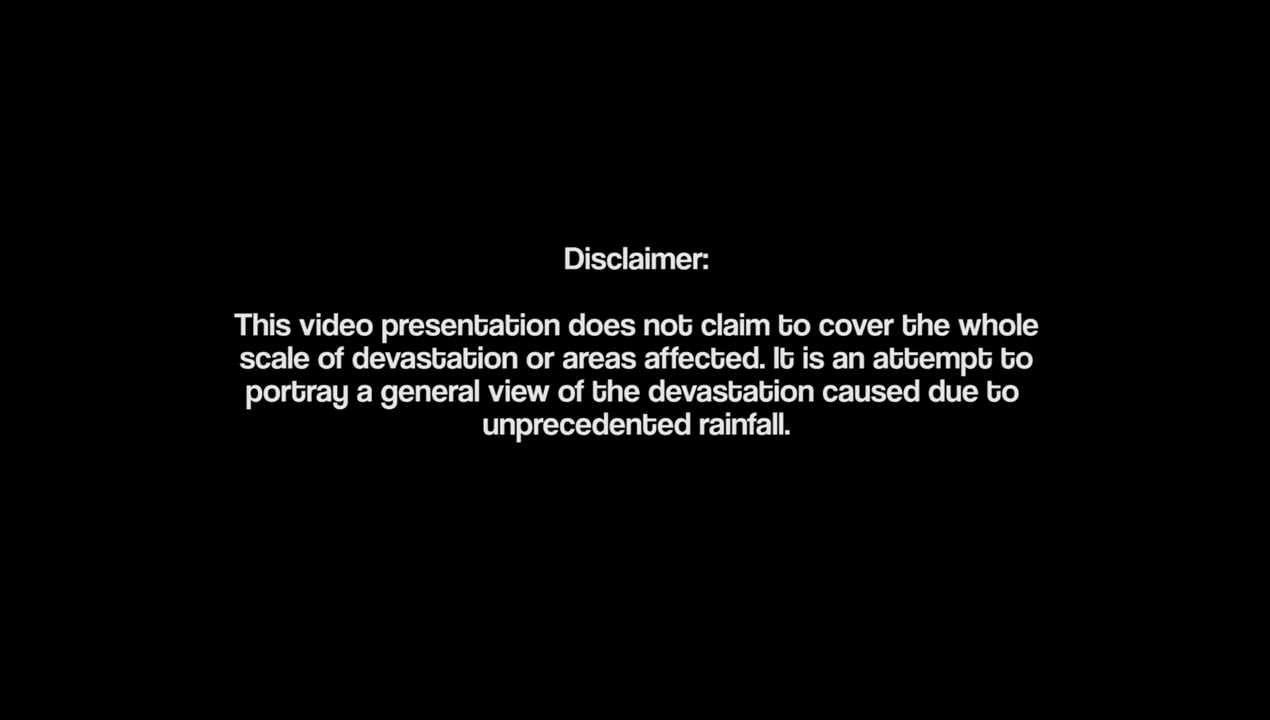 Disclaimer:
This video presentation does not claim to cover the whole
scale of devastation or areas affected. It is an attempt to
portray a general view of the devastation caused due to
unprecedented rainfall.